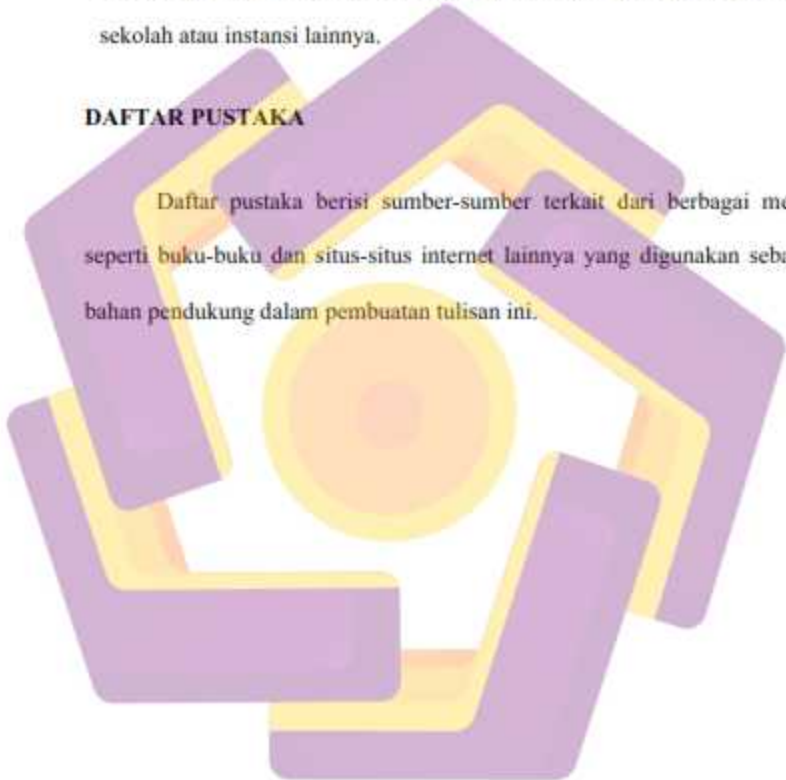 sekolah atau instansi lainnya.
DAFTAR PUSTAKA
Daftar pustaka berisi sumber-sumber terkait dari berbagai
seperti buku-buku dan situs-situs internet lainnya yang digunakan
bahan pendukung dalam pembuatan tulisan ini.